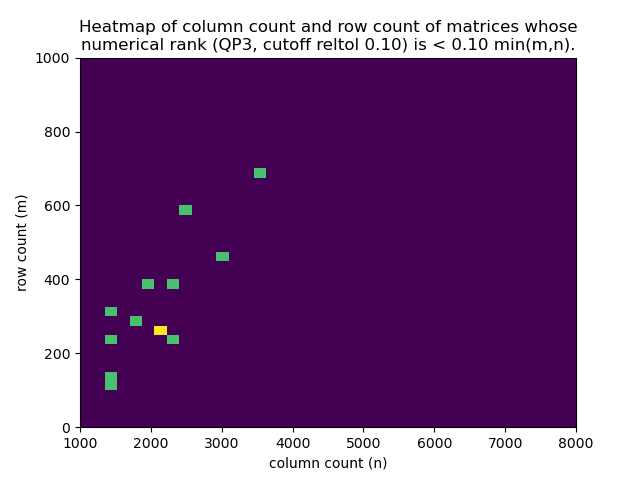 Heatmap of column count and row count of matrices whose
numerical rank (QP3, cutoff reltol 0.10) is < 0.10 min(m,n).
1000
800
600
400
200
0
row count (m)
1000 2000 3000 4000 5000 6000 7000 8000
column count (n)